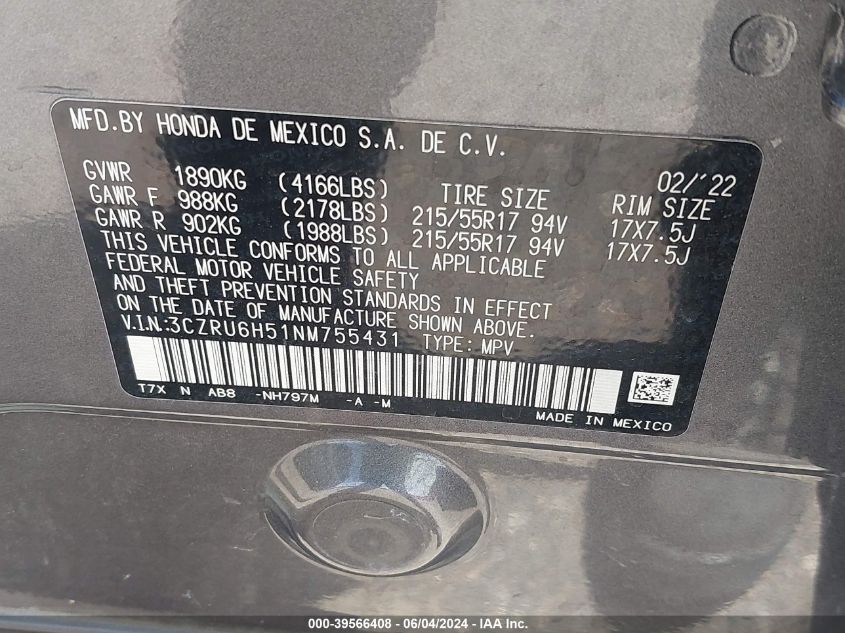 MFD.BY HONDA DE MEXICO S.A. DE C.V.
02/'22
GVWR 1890KG (4166LBS) TIRE SIZE RIM SIZE
GAWR F 988KG (2178LBS) 215/55R17 94V 17X7.5J
GAWR R 902KG (1988LBS) 215/55R17 94V 17X7.5J
THIS VEHICLE CONFORMS TO ALL APPLICABLE
FEDERAL MOTOR VEHICLE SAFETY
AND THEFT PREVENTION STANDARDS IN EFFECT
ON THE DATE OF MANUFACTURE SHOWN ABOVE.
V.I.N.:3CZRU6H51NM755431 TYPE: MPV
T7X N AB8 -NH797M -A -M
MADE IN MEXICO
000-39566408 - 06/04/2024 - IAA Inc.